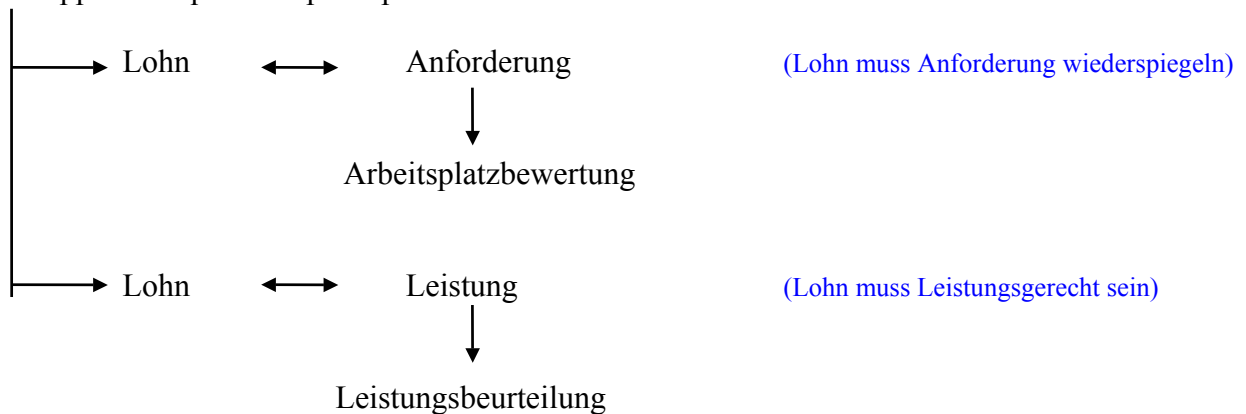 Lohn Anforderung (Lohn muss Anforderung wiederspiegeln)
Arbeitsplatzbewertung
Lohn Leistung (Lohn muss Leistungsgerecht sein)
Leistungsbeurteilung